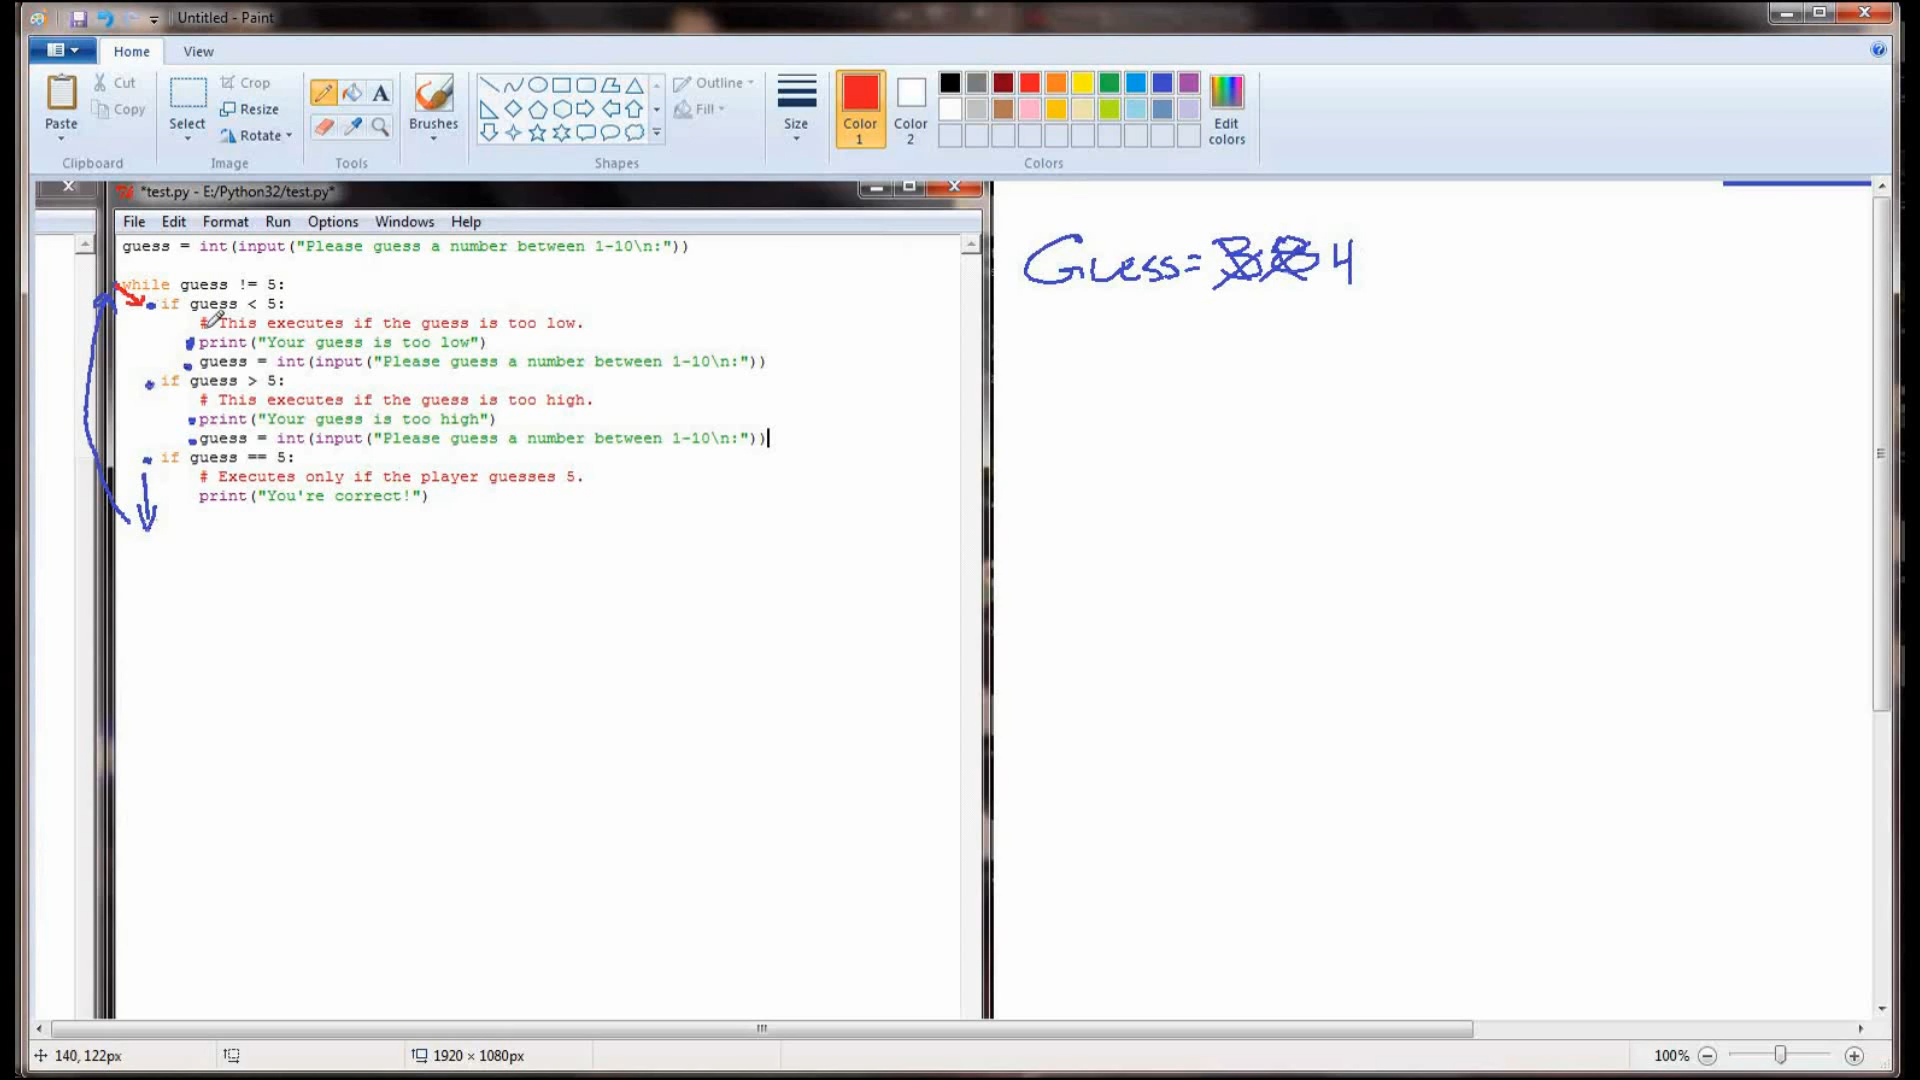 Untitled - Paint
Home View
Paste
Cut
Copy
Clipboard
Select
Crop
Resize
Rotate
Image
A
Tools
Brushes
Shapes
Outline
Fill
Size
Color 1
Color 2
Edit colors
Colors
*test.py - E:/Python32/test.py*
File Edit Format Run Options Windows Help
guess = int(input("Please guess a number between 1-10\n:"))
while guess != 5:
if guess < 5:
# This executes if the guess is too low.
print("Your guess is too low")
guess = int(input("Please guess a number between 1-10\n:"))
if guess > 5:
# This executes if the guess is too high.
print("Your guess is too high")
guess = int(input("Please guess a number between 1-10\n:"))
if guess == 5:
# Executes only if the player guesses 5.
print("You're correct!")
Guess= 3 8 4
140, 122px
1920 × 1080px
100%